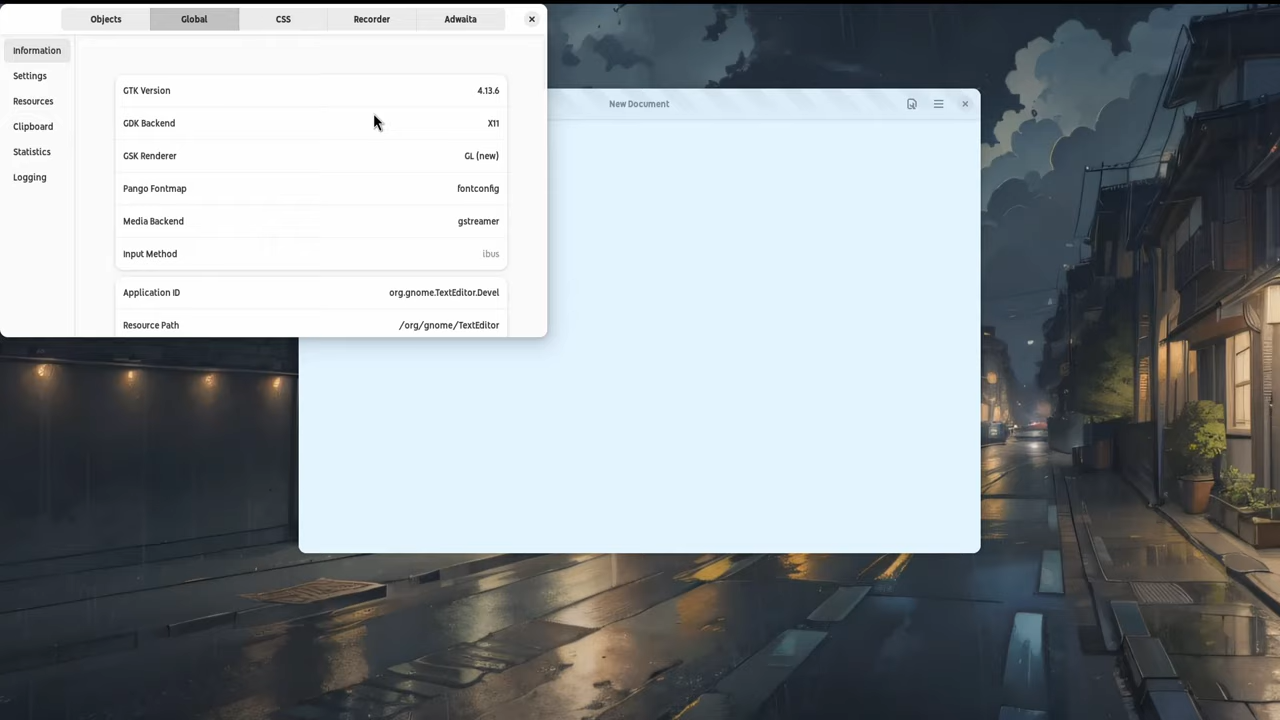 Objects Global CSS Recorder Adwaita
Information
Settings
Resources
Clipboard
Statistics
Logging
GTK Version 4.13.6
GDK Backend X11
GSK Renderer GL (new)
Pango Fontmap fontconfig
Media Backend gstreamer
Input Method ibus
Application ID org.gnome.TextEditor.Devel
Resource Path /org/gnome/TextEditor
New Document